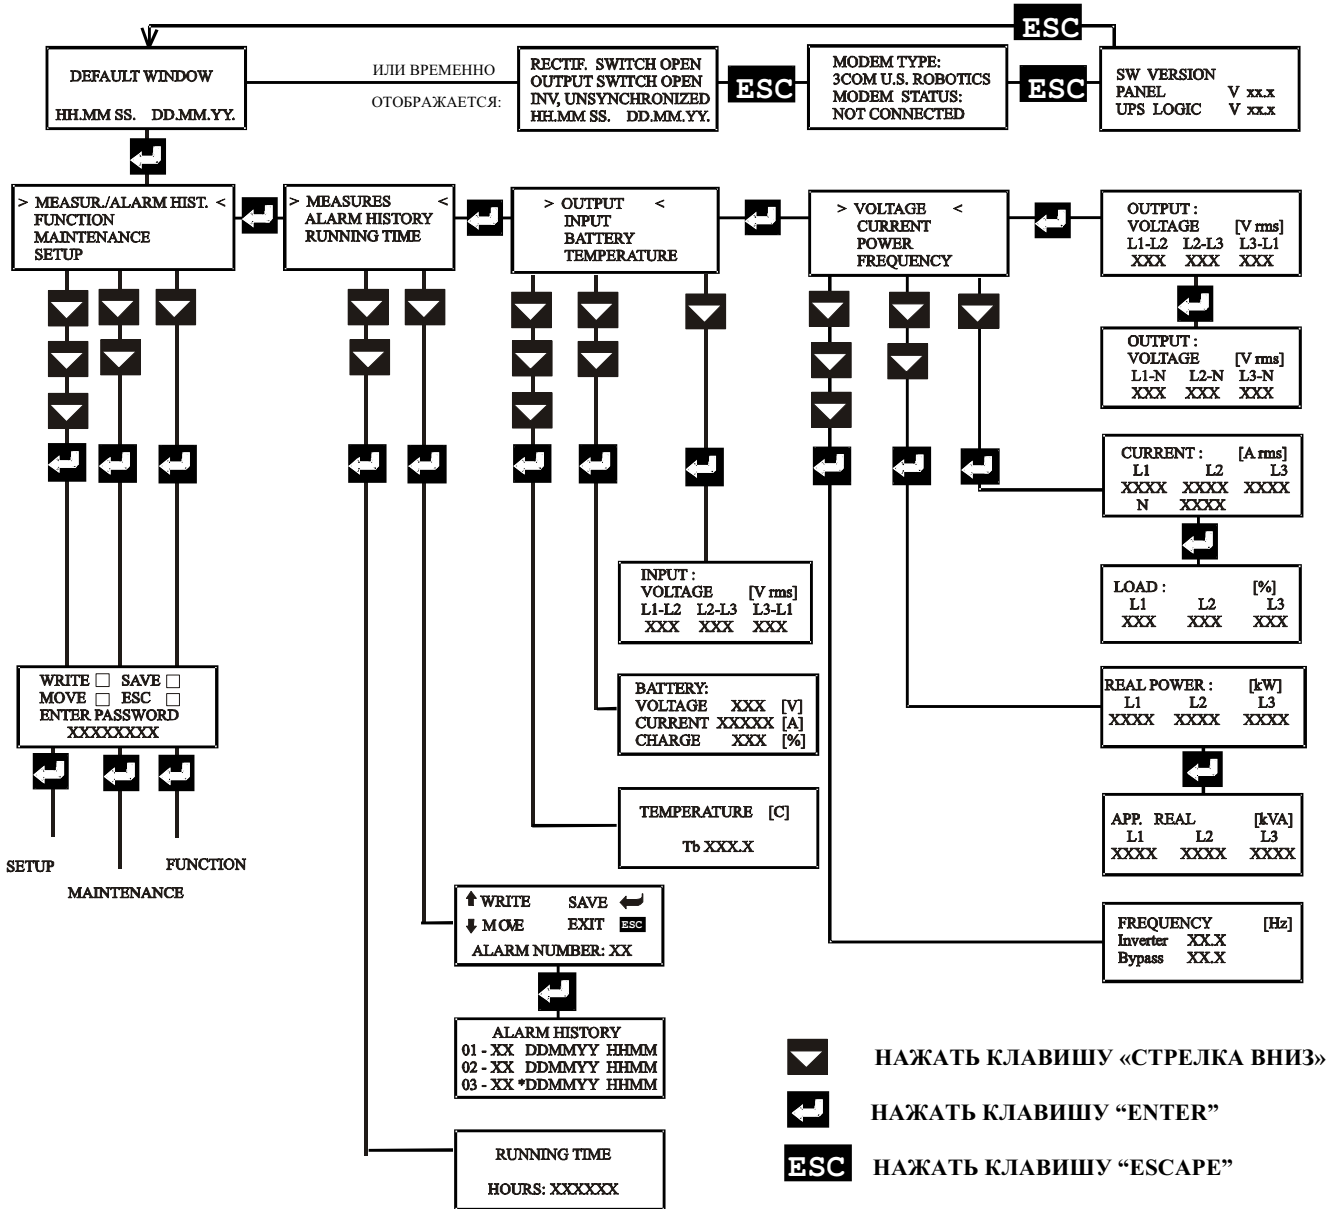 ESC
DEFAULT WINDOW
HH.MM SS. DD.MM.YY.
ИЛИ ВРЕМЕННО
ОТОБРАЖАЕТСЯ:
RECTIF. SWITCH OPEN
OUTPUT SWITCH OPEN
INV, UNSYNCHRONIZED
HH.MM SS. DD.MM.YY.
ESC
MODEM TYPE:
3COM U.S. ROBOTICS
MODEM STATUS:
NOT CONNECTED
ESC
SW VERSION
PANEL V xx.x
UPS LOGIC V xx.x
> MEASUR./ALARM HIST. <
FUNCTION
MAINTENANCE
SETUP
> MEASURES <
ALARM HISTORY
RUNNING TIME
> OUTPUT <
INPUT
BATTERY
TEMPERATURE
> VOLTAGE <
CURRENT
POWER
FREQUENCY
OUTPUT :
VOLTAGE [V rms]
L1-L2 L2-L3 L3-L1
XXX XXX XXX
OUTPUT :
VOLTAGE [V rms]
L1-N L2-N L3-N
XXX XXX XXX
CURRENT : [A rms]
L1 L2 L3
XXXX XXXX XXXX
N XXXX
LOAD : [%]
L1 L2 L3
XXX XXX XXX
INPUT :
VOLTAGE [V rms]
L1-L2 L2-L3 L3-L1
XXX XXX XXX
WRITE □ SAVE □
MOVE □ ESC □
ENTER PASSWORD
XXXXXXXX
BATTERY:
VOLTAGE XXX [V]
CURRENT XXXXX [A]
CHARGE XXX [%]
REAL POWER : [kW]
L1 L2 L3
XXXX XXXX XXXX
TEMPERATURE [C]
Tb XXX.X
APP. REAL [kVA]
L1 L2 L3
XXXX XXXX XXXX
SETUP
MAINTENANCE
FUNCTION
WRITE SAVE
MOVE EXIT ESC
ALARM NUMBER: XX
FREQUENCY [Hz]
Inverter XX.X
Bypass XX.X
ALARM HISTORY
01 - XX DDMMYY HHMM
02 - XX DDMMYY HHMM
03 - XX *DDMMYY HHMM
RUNNING TIME
HOURS: XXXXXX
НАЖАТЬ КЛАВИШУ «СТРЕЛКА ВНИЗ»
НАЖАТЬ КЛАВИШУ “ENTER”
ESC НАЖАТЬ КЛАВИШУ “ESCAPE”